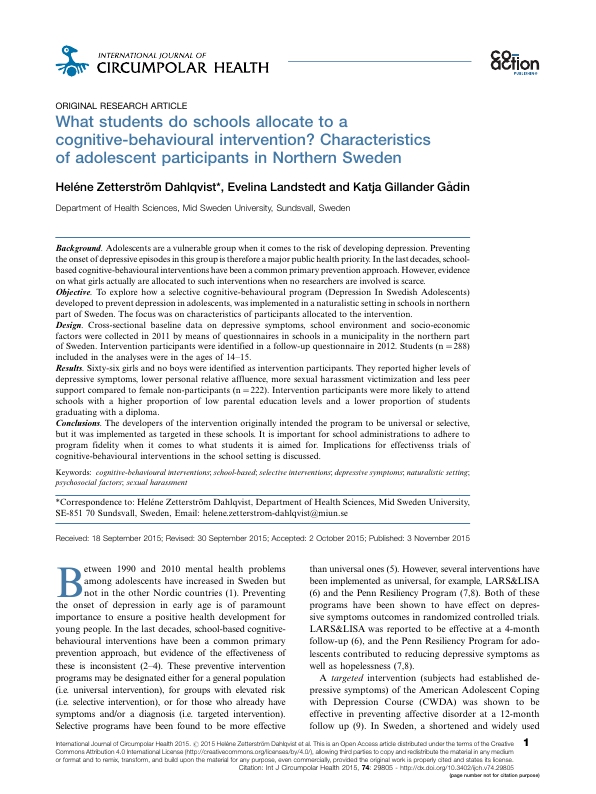 INTERNATIONAL JOURNAL OF
CIRCUMPOLAR HEALTH
co-
action
PUBLISHING
ORIGINAL RESEARCH ARTICLE
What students do schools allocate to a
cognitive-behavioural intervention? Characteristics
of adolescent participants in Northern Sweden
Heléne Zetterström Dahlqvist*, Evelina Landstedt and Katja Gillander Gådin
Department of Health Sciences, Mid Sweden University, Sundsvall, Sweden
Background. Adolescents are a vulnerable group when it comes to the risk of developing depression. Preventing
the onset of depressive episodes in this group is therefore a major public health priority. In the last decades, school-
based cognitive-behavioural interventions have been a common primary prevention approach. However, evidence
on what girls actually are allocated to such interventions when no researchers are involved is scarce.
Objective. To explore how a selective cognitive-behavioural program (Depression In Swedish Adolescents)
developed to prevent depression in adolescents, was implemented in a naturalistic setting in schools in northern
part of Sweden. The focus was on characteristics of participants allocated to the intervention.
Design. Cross-sectional baseline data on depressive symptoms, school environment and socio-economic
factors were collected in 2011 by means of questionnaires in schools in a municipality in the northern part
of Sweden. Intervention participants were identified in a follow-up questionnaire in 2012. Students (n=288)
included in the analyses were in the ages of 14–15.
Results. Sixty-six girls and no boys were identified as intervention participants. They reported higher levels of
depressive symptoms, lower personal relative affluence, more sexual harassment victimization and less peer
support compared to female non-participants (n=222). Intervention participants were more likely to attend
schools with a higher proportion of low parental education levels and a lower proportion of students
graduating with a diploma.
Conclusions. The developers of the intervention originally intended the program to be universal or selective,
but it was implemented as targeted in these schools. It is important for school administrations to adhere to
program fidelity when it comes to what students it is aimed for. Implications for effectivenss trials of
cognitive-behavioural interventions in the school setting is discussed.
Keywords: cognitive-behavioural interventions; school-based; selective interventions; depressive symptoms; naturalistic setting;
psychosocial factors; sexual harassment
*Correspondence to: Heléne Zetterström Dahlqvist, Department of Health Sciences, Mid Sweden University,
SE-851 70 Sundsvall, Sweden, Email: helene.zetterstrom-dahlqvist@miun.se
Received: 18 September 2015; Revised: 30 September 2015; Accepted: 2 October 2015; Published: 3 November 2015
Between 1990 and 2010 mental health problems
among adolescents have increased in Sweden but
not in the other Nordic countries (1). Preventing
the onset of depression in early age is of paramount
importance to ensure a positive health development for
young people. In the last decades, school-based cognitive-
behavioural interventions have been a common primary
prevention approach, but evidence of the effectiveness of
these is inconsistent (2–4). These preventive intervention
programs may be designated either for a general population
(i.e. universal intervention), for groups with elevated risk
(i.e. selective intervention), or for those who already have
symptoms and/or a diagnosis (i.e. targeted intervention).
Selective programs have been found to be more effective
than universal ones (5). However, several interventions have
been implemented as universal, for example, LARS&LISA
(6) and the Penn Resiliency Program (7,8). Both of these
programs have been shown to have effect on depres-
sive symptoms outcomes in randomized controlled trials.
LARS&LISA was reported to be effective at a 4-month
follow-up (6), and the Penn Resiliency Program for ado-
lescents contributed to reducing depressive symptoms as
well as hopelessness (7,8).
A targeted intervention (subjects had established de-
pressive symptoms) of the American Adolescent Coping
with Depression Course (CWDA) was shown to be
effective in preventing affective disorder at a 12-month
follow up (9). In Sweden, a shortened and widely used
International Journal of Circumpolar Health 2015. © 2015 Heléne Zetterström Dahlqvist et al. This is an Open Access article distributed under the terms of the Creative
Commons Attribution 4.0 International License (http://creativecommons.org/licenses/by/4.0/), allowing third parties to copy and redistribute the material in any medium
or format and to remix, transform, and build upon the material for any purpose, even commercially, provided the original work is properly cited and states its license.
1
Citation: Int J Circumpolar Health 2015, 74: 29805 - http://dx.doi.org/10.3402/ijch.v74.29805
(page number not for citation purpose)